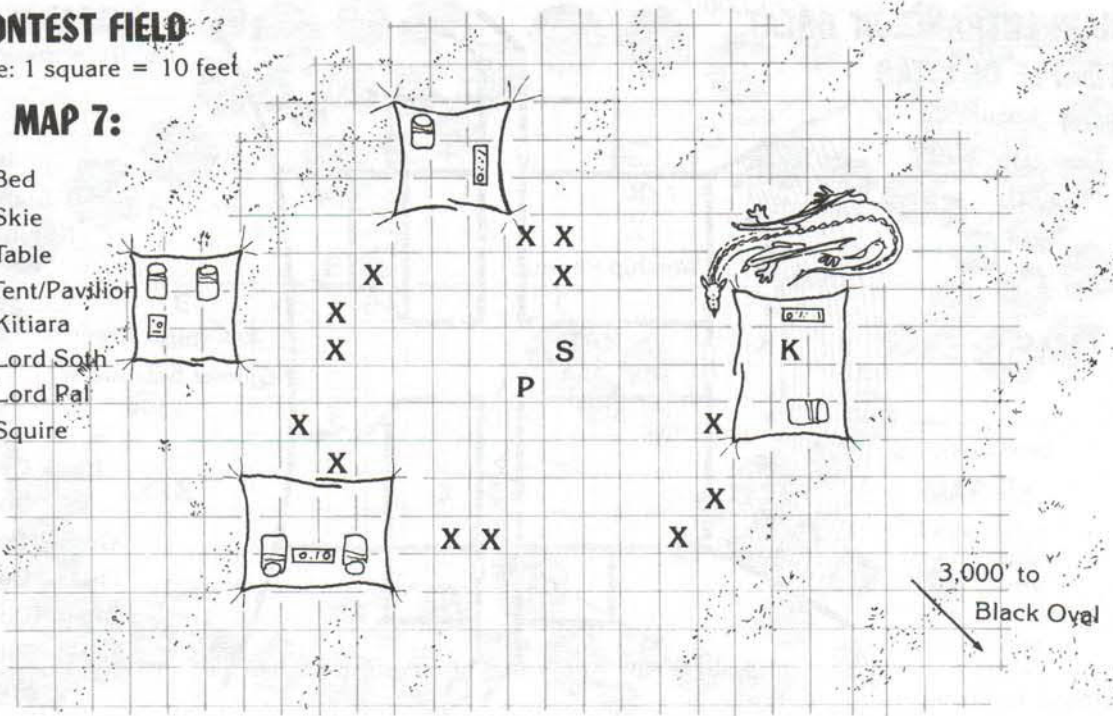 ONTEST FIELD
e: 1 square = 10 feet
MAP 7:
Bed
Skie
Table
Tent/Pavilion
Kitiara
Lord Soth
Lord Pal
Squire
X X
X X
X
X S K
P
X X
X
X
X X X
3,000' to
Black Oval